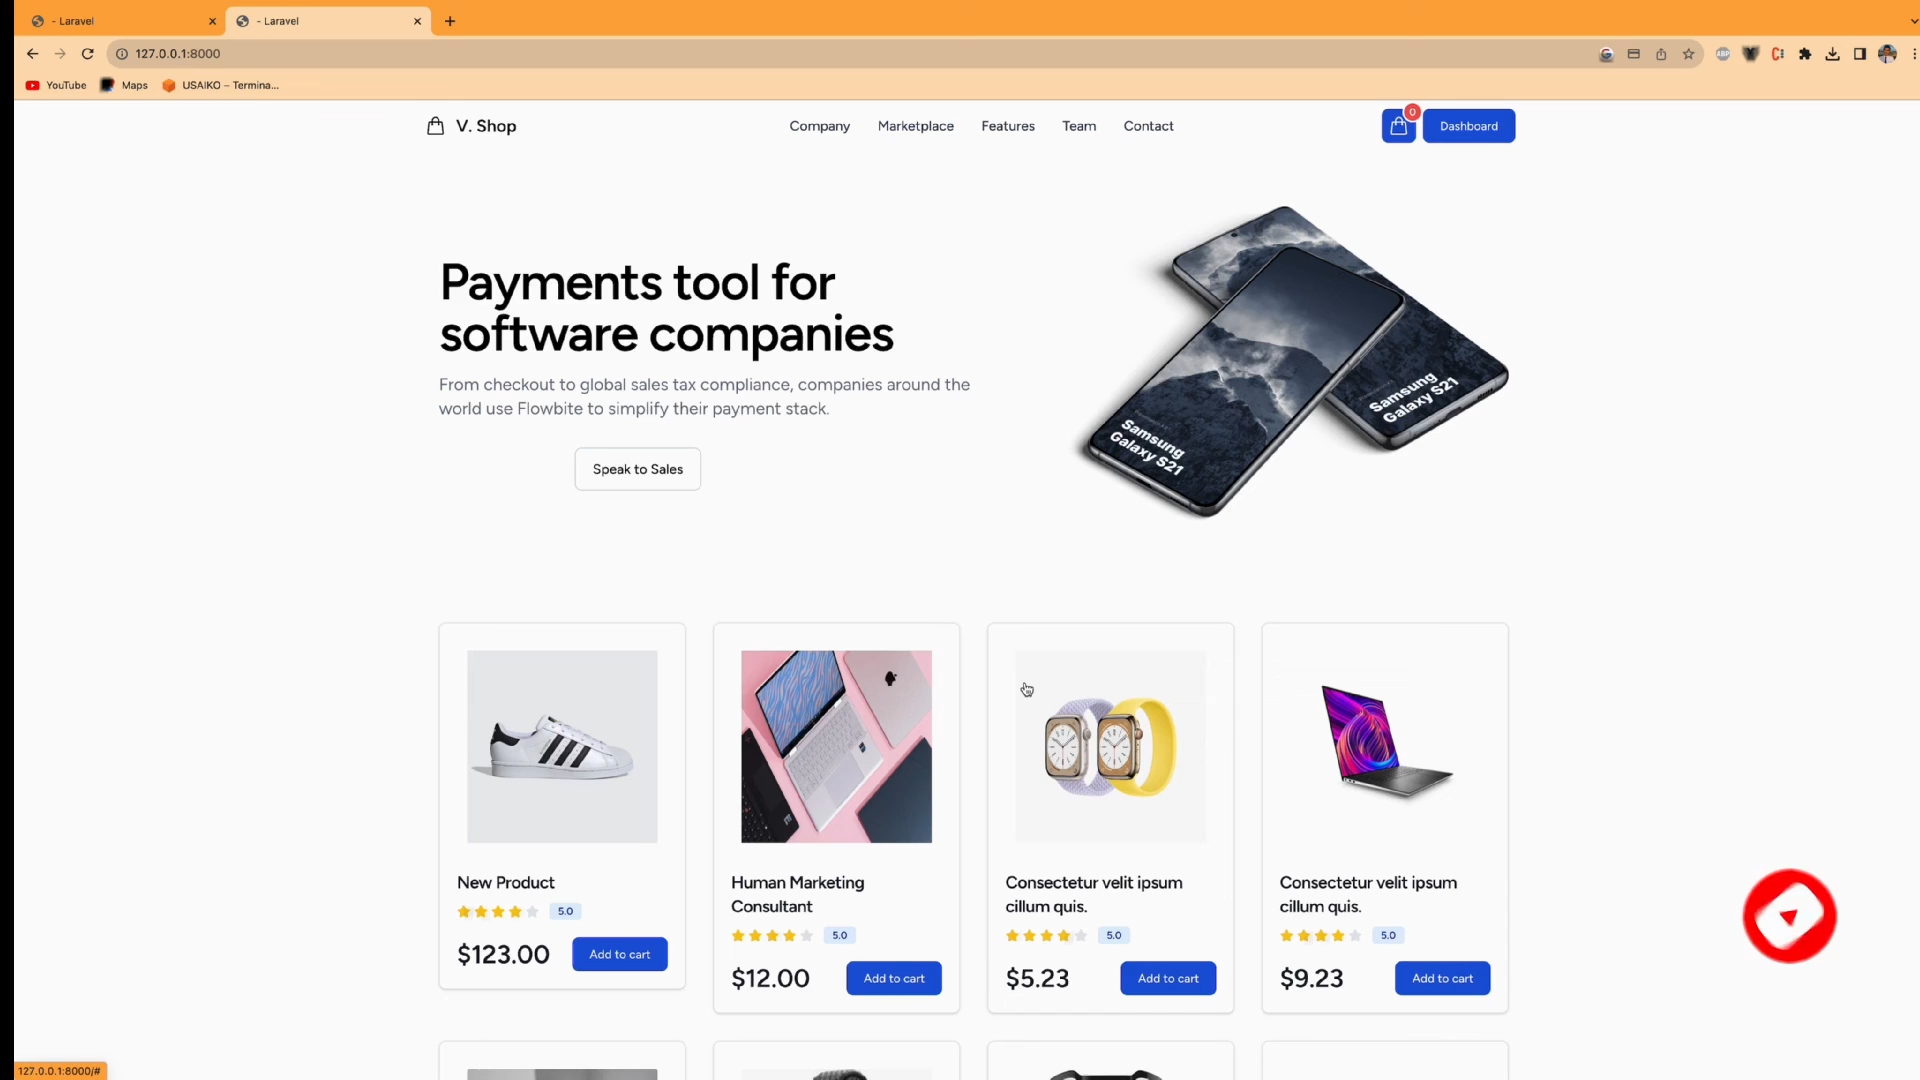 - Laravel
- Laravel
127.0.0.1:8000
ABP
YouTube
Maps
USAIKO – Termina...
V. Shop
Company
Marketplace
Features
Team
Contact
0
Dashboard
Payments tool for
software companies
From checkout to global sales tax compliance, companies around the
world use Flowbite to simplify their payment stack.
Speak to Sales
Samsung
Galaxy S21
Samsung
Galaxy S21
New Product
5.0
$123.00
Add to cart
Human Marketing
Consultant
5.0
$12.00
Add to cart
Consectetur velit ipsum
cillum quis.
5.0
$5.23
Add to cart
Consectetur velit ipsum
cillum quis.
5.0
$9.23
Add to cart
127.0.0.1:8000/#